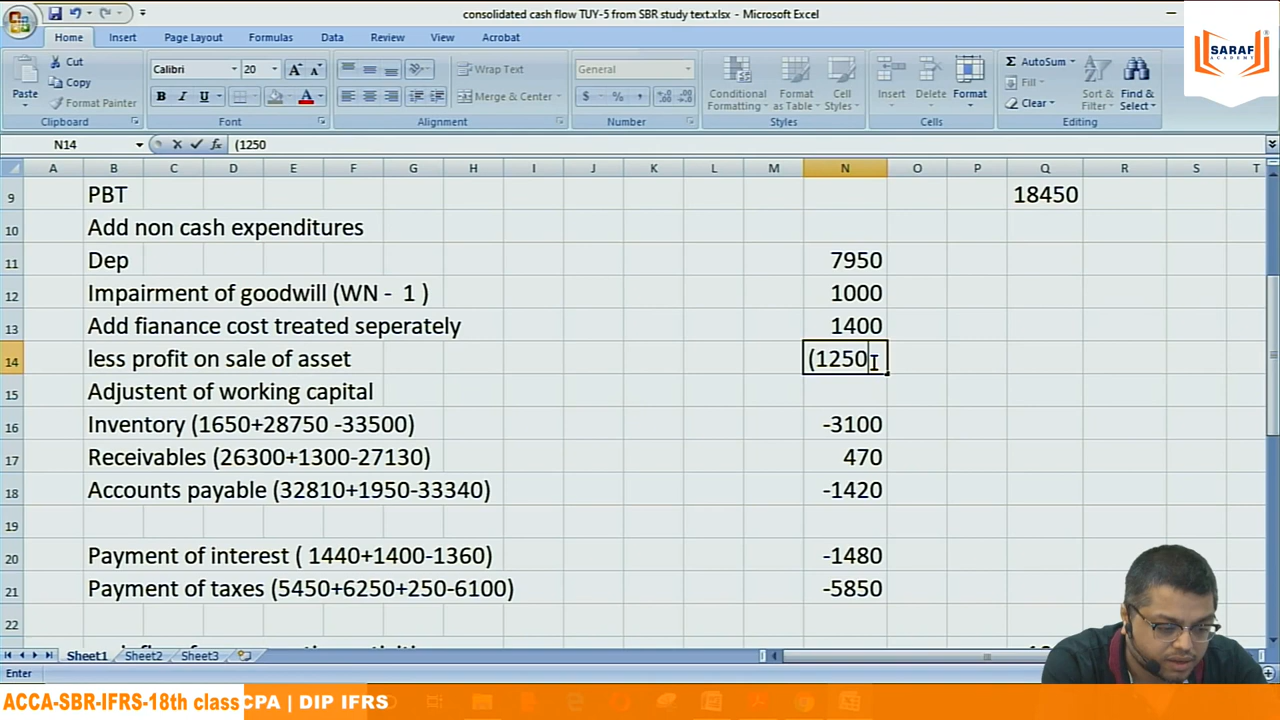 consolidated cash flow TUY-5 from SBR study text.xlsx - Microsoft Excel
SARAF
ACADEMY
Home Insert Page Layout Formulas Data Review View Acrobat
Paste Cut Copy Format Painter Clipboard
Calibri 20 A A B I U A Font
Wrap Text Merge & Center Alignment
General $ % , Number
Conditional Formatting Format as Table Cell Styles Styles
Insert Delete Format Cells
Σ AutoSum Fill Clear Sort & Filter Find & Select Editing
N14 fx (1250
A B C D E F G H I J K L M N O P Q R S T
9 PBT 18450
10 Add non cash expenditures
11 Dep 7950
12 Impairment of goodwill (WN - 1 ) 1000
13 Add fianance cost treated seperately 1400
14 less profit on sale of asset (1250
15 Adjustent of working capital
16 Inventory (1650+28750 -33500) -3100
17 Receivables (26300+1300-27130) 470
18 Accounts payable (32810+1950-33340) -1420
19
20 Payment of interest ( 1440+1400-1360) -1480
21 Payment of taxes (5450+6250+250-6100) -5850
22
Sheet1 Sheet2 Sheet3
Enter
ACCA-SBR-IFRS-18th class CPA | DIP IFRS